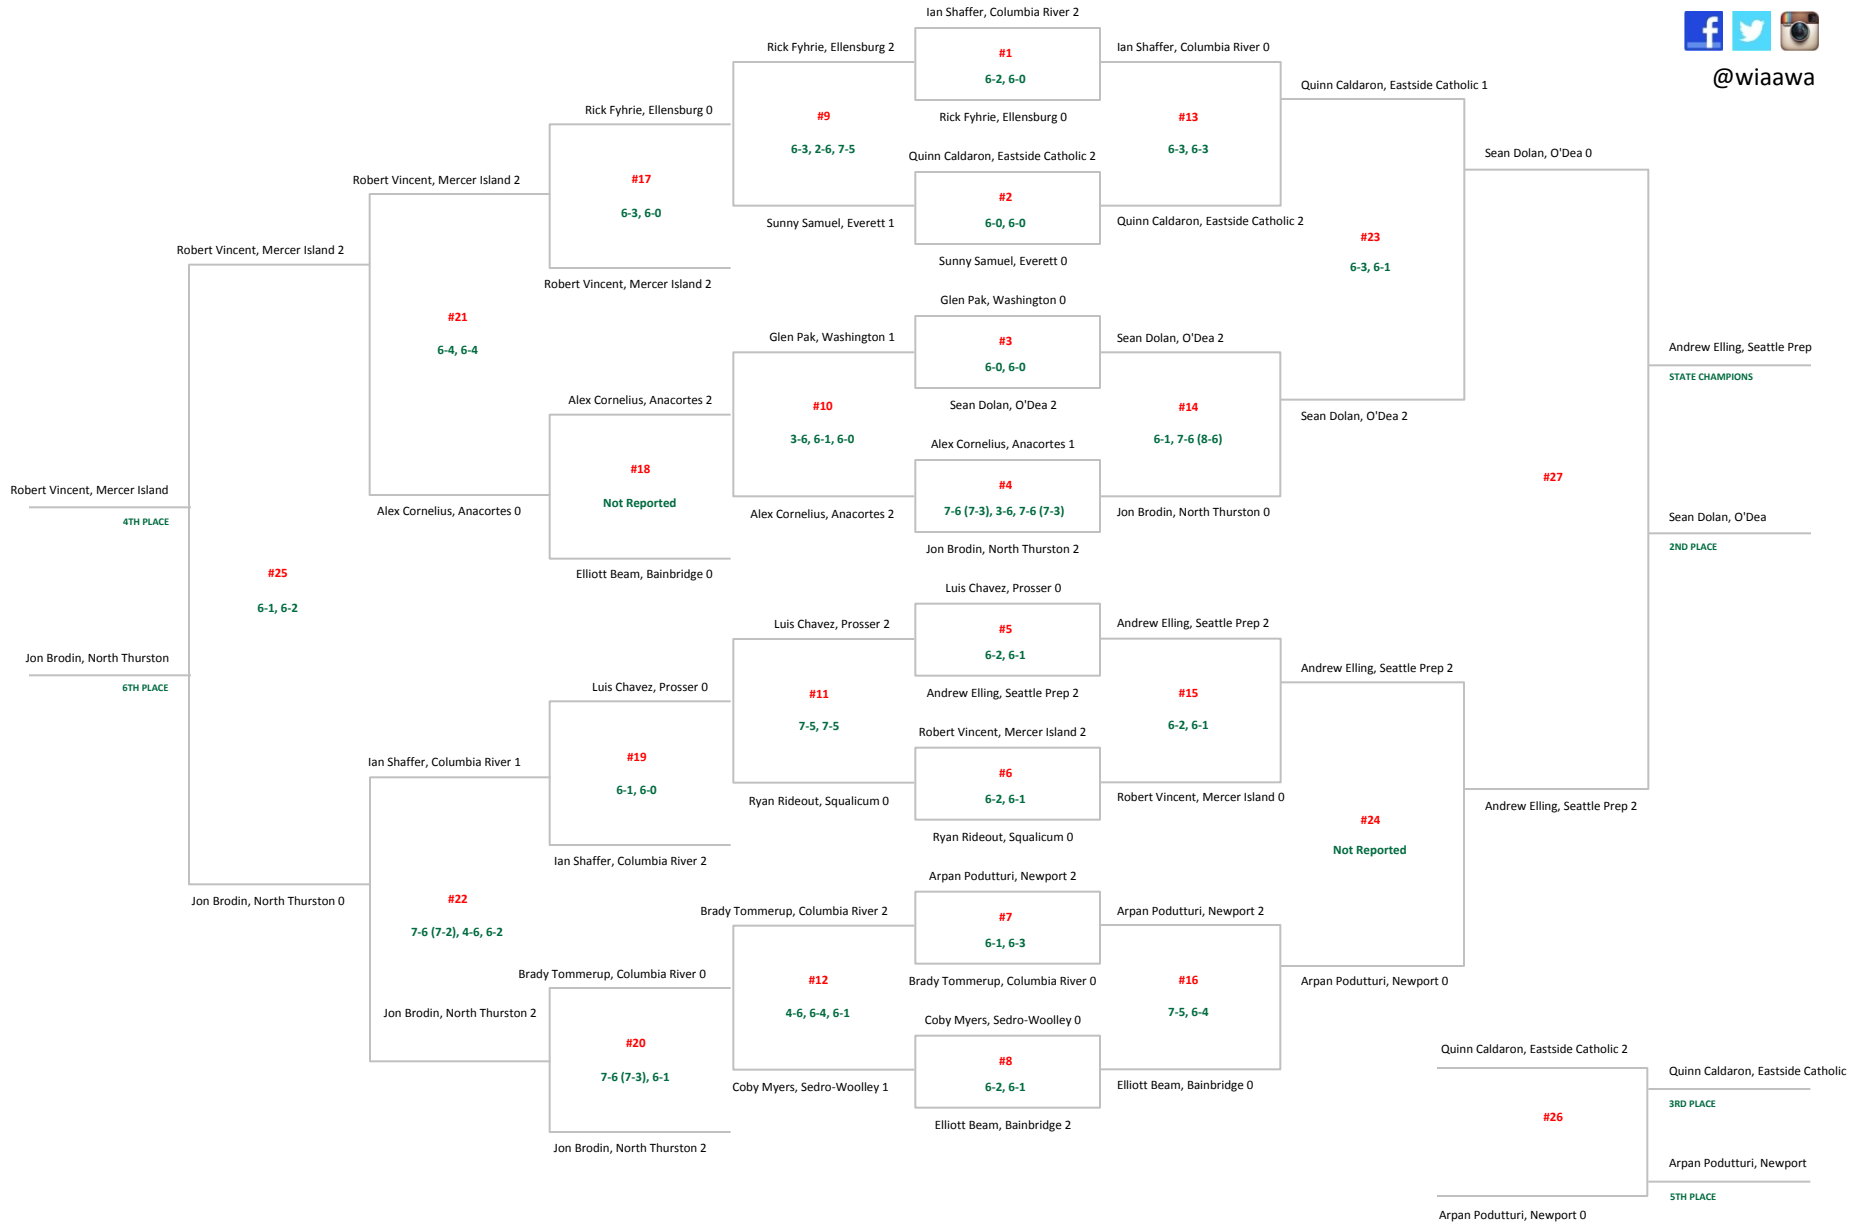 @wiaawa
Ian Shaffer, Columbia River 2
#1
6-2, 6-0
Rick Fyhrie, Ellensburg 0
Quinn Caldaron, Eastside Catholic 2
#2
6-0, 6-0
Sunny Samuel, Everett 0
Glen Pak, Washington 0
#3
6-0, 6-0
Sean Dolan, O'Dea 2
Alex Cornelius, Anacortes 1
#4
7-6 (7-3), 3-6, 7-6 (7-3)
Jon Brodin, North Thurston 2
Luis Chavez, Prosser 0
#5
6-2, 6-1
Andrew Elling, Seattle Prep 2
Robert Vincent, Mercer Island 2
#6
6-2, 6-1
Ryan Rideout, Squalicum 0
Arpan Podutturi, Newport 2
#7
6-1, 6-3
Brady Tommerup, Columbia River 0
Coby Myers, Sedro-Woolley 0
#8
6-2, 6-1
Elliott Beam, Bainbridge 2
Rick Fyhrie, Ellensburg 2
#9
6-3, 2-6, 7-5
Sunny Samuel, Everett 1
Glen Pak, Washington 1
#10
3-6, 6-1, 6-0
Alex Cornelius, Anacortes 2
Luis Chavez, Prosser 2
#11
7-5, 7-5
Ryan Rideout, Squalicum 0
Brady Tommerup, Columbia River 2
#12
4-6, 6-4, 6-1
Coby Myers, Sedro-Woolley 1
Ian Shaffer, Columbia River 0
#13
6-3, 6-3
Quinn Caldaron, Eastside Catholic 2
Sean Dolan, O'Dea 2
#14
6-1, 7-6 (8-6)
Jon Brodin, North Thurston 0
Andrew Elling, Seattle Prep 2
#15
6-2, 6-1
Robert Vincent, Mercer Island 0
Arpan Podutturi, Newport 2
#16
7-5, 6-4
Elliott Beam, Bainbridge 0
Rick Fyhrie, Ellensburg 0
#17
6-3, 6-0
Robert Vincent, Mercer Island 2
Alex Cornelius, Anacortes 2
#18
Not Reported
Elliott Beam, Bainbridge 0
Luis Chavez, Prosser 0
#19
6-1, 6-0
Ian Shaffer, Columbia River 2
Brady Tommerup, Columbia River 0
#20
7-6 (7-3), 6-1
Jon Brodin, North Thurston 2
Robert Vincent, Mercer Island 2
#21
6-4, 6-4
Alex Cornelius, Anacortes 0
Ian Shaffer, Columbia River 1
#22
7-6 (7-2), 4-6, 6-2
Jon Brodin, North Thurston 2
Quinn Caldaron, Eastside Catholic 1
#23
6-3, 6-1
Sean Dolan, O'Dea 2
Andrew Elling, Seattle Prep 2
#24
Not Reported
Arpan Podutturi, Newport 0
Robert Vincent, Mercer Island 2
#25
6-1, 6-2
Jon Brodin, North Thurston 0
Robert Vincent, Mercer Island
4TH PLACE
Jon Brodin, North Thurston
6TH PLACE
Quinn Caldaron, Eastside Catholic 2
#26
Arpan Podutturi, Newport 0
Quinn Caldaron, Eastside Catholic
3RD PLACE
Arpan Podutturi, Newport
5TH PLACE
Sean Dolan, O'Dea 0
#27
Andrew Elling, Seattle Prep 2
Andrew Elling, Seattle Prep
STATE CHAMPIONS
Sean Dolan, O'Dea
2ND PLACE